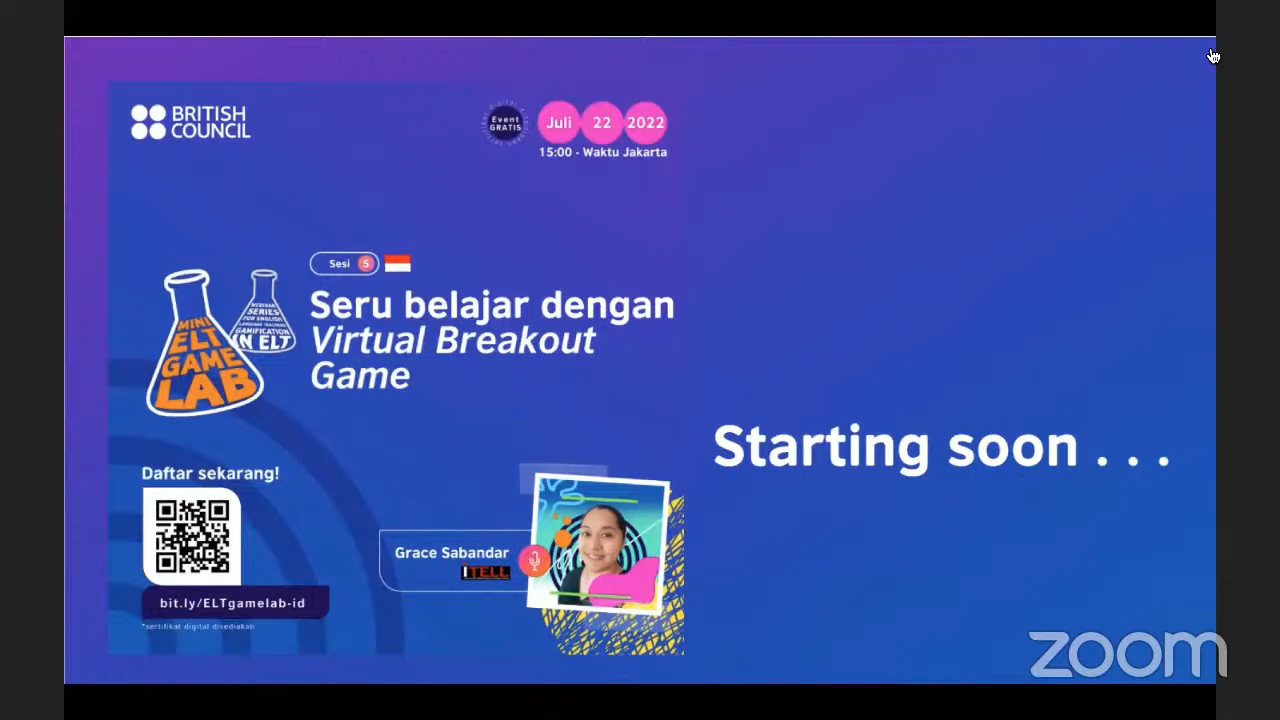 BRITISH
COUNCIL
Event
GRATIS
Juli 22 2022
15:00 - Waktu Jakarta
Sesi 5
Seru belajar dengan
Virtual Breakout
Game
MINI
ELT
GAME
LAB
WEBINAR
SERIES
FOR ENGLISH
GAMIFICATION
IN ELT
Starting soon . . .
Daftar sekarang!
Grace Sabandar
ITELL
bit.ly/ELTgamelab-id
*sertifikat digital disediakan
zoom